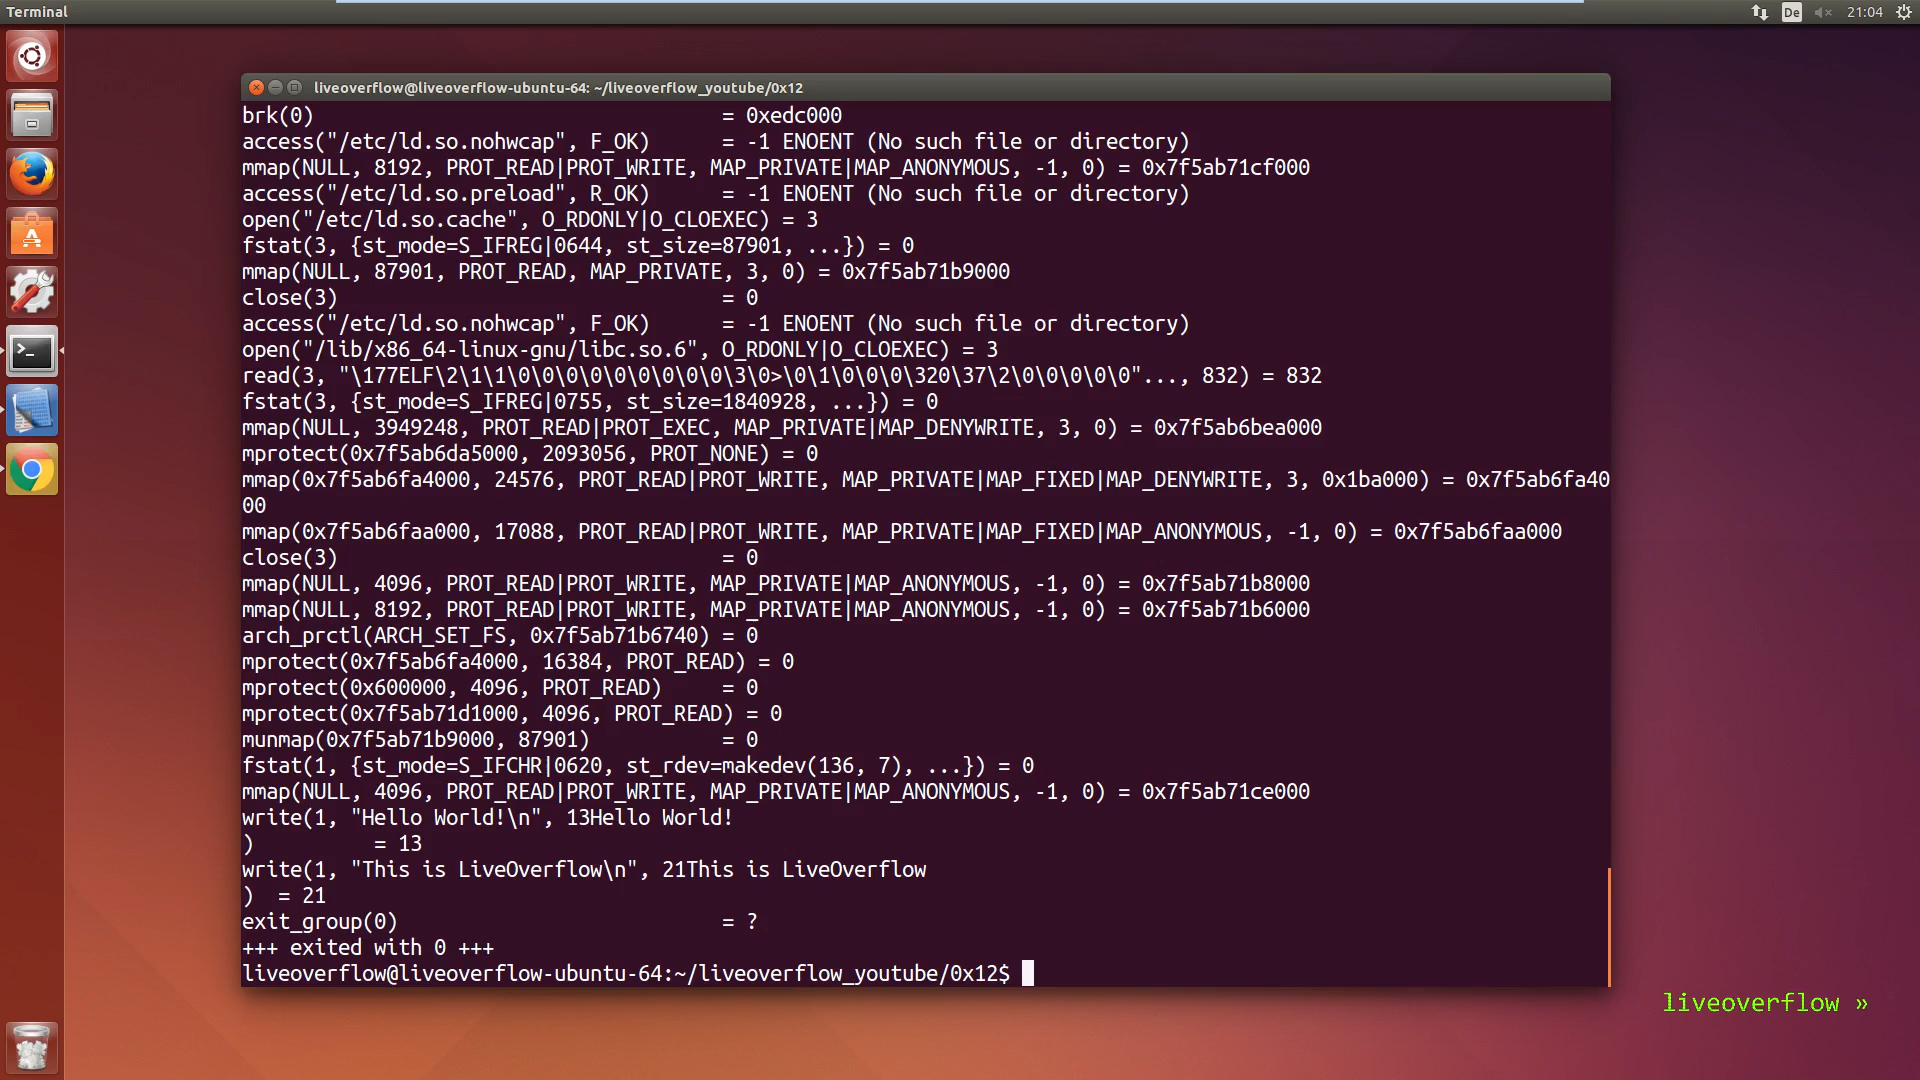 Terminal
De
21:04
liveoverflow@liveoverflow-ubuntu-64: ~/liveoverflow_youtube/0x12
brk(0)                                  = 0xedc000
access("/etc/ld.so.nohwcap", F_OK)      = -1 ENOENT (No such file or directory)
mmap(NULL, 8192, PROT_READ|PROT_WRITE, MAP_PRIVATE|MAP_ANONYMOUS, -1, 0) = 0x7f5ab71cf000
access("/etc/ld.so.preload", R_OK)      = -1 ENOENT (No such file or directory)
open("/etc/ld.so.cache", O_RDONLY|O_CLOEXEC) = 3
fstat(3, {st_mode=S_IFREG|0644, st_size=87901, ...}) = 0
mmap(NULL, 87901, PROT_READ, MAP_PRIVATE, 3, 0) = 0x7f5ab71b9000
close(3)                                = 0
access("/etc/ld.so.nohwcap", F_OK)      = -1 ENOENT (No such file or directory)
open("/lib/x86_64-linux-gnu/libc.so.6", O_RDONLY|O_CLOEXEC) = 3
read(3, "\177ELF\2\1\1\0\0\0\0\0\0\0\0\0\3\0>\0\1\0\0\0\320\37\2\0\0\0\0\0"..., 832) = 832
fstat(3, {st_mode=S_IFREG|0755, st_size=1840928, ...}) = 0
mmap(NULL, 3949248, PROT_READ|PROT_EXEC, MAP_PRIVATE|MAP_DENYWRITE, 3, 0) = 0x7f5ab6bea000
mprotect(0x7f5ab6da5000, 2093056, PROT_NONE) = 0
mmap(0x7f5ab6fa4000, 24576, PROT_READ|PROT_WRITE, MAP_PRIVATE|MAP_FIXED|MAP_DENYWRITE, 3, 0x1ba000) = 0x7f5ab6fa40
00
mmap(0x7f5ab6faa000, 17088, PROT_READ|PROT_WRITE, MAP_PRIVATE|MAP_FIXED|MAP_ANONYMOUS, -1, 0) = 0x7f5ab6faa000
close(3)                                = 0
mmap(NULL, 4096, PROT_READ|PROT_WRITE, MAP_PRIVATE|MAP_ANONYMOUS, -1, 0) = 0x7f5ab71b8000
mmap(NULL, 8192, PROT_READ|PROT_WRITE, MAP_PRIVATE|MAP_ANONYMOUS, -1, 0) = 0x7f5ab71b6000
arch_prctl(ARCH_SET_FS, 0x7f5ab71b6740) = 0
mprotect(0x7f5ab6fa4000, 16384, PROT_READ) = 0
mprotect(0x600000, 4096, PROT_READ)     = 0
mprotect(0x7f5ab71d1000, 4096, PROT_READ) = 0
munmap(0x7f5ab71b9000, 87901)           = 0
fstat(1, {st_mode=S_IFCHR|0620, st_rdev=makedev(136, 7), ...}) = 0
mmap(NULL, 4096, PROT_READ|PROT_WRITE, MAP_PRIVATE|MAP_ANONYMOUS, -1, 0) = 0x7f5ab71ce000
write(1, "Hello World!\n", 13Hello World!
)          = 13
write(1, "This is LiveOverflow\n", 21This is LiveOverflow
)  = 21
exit_group(0)                           = ?
+++ exited with 0 +++
liveoverflow@liveoverflow-ubuntu-64:~/liveoverflow_youtube/0x12$
liveoverflow »